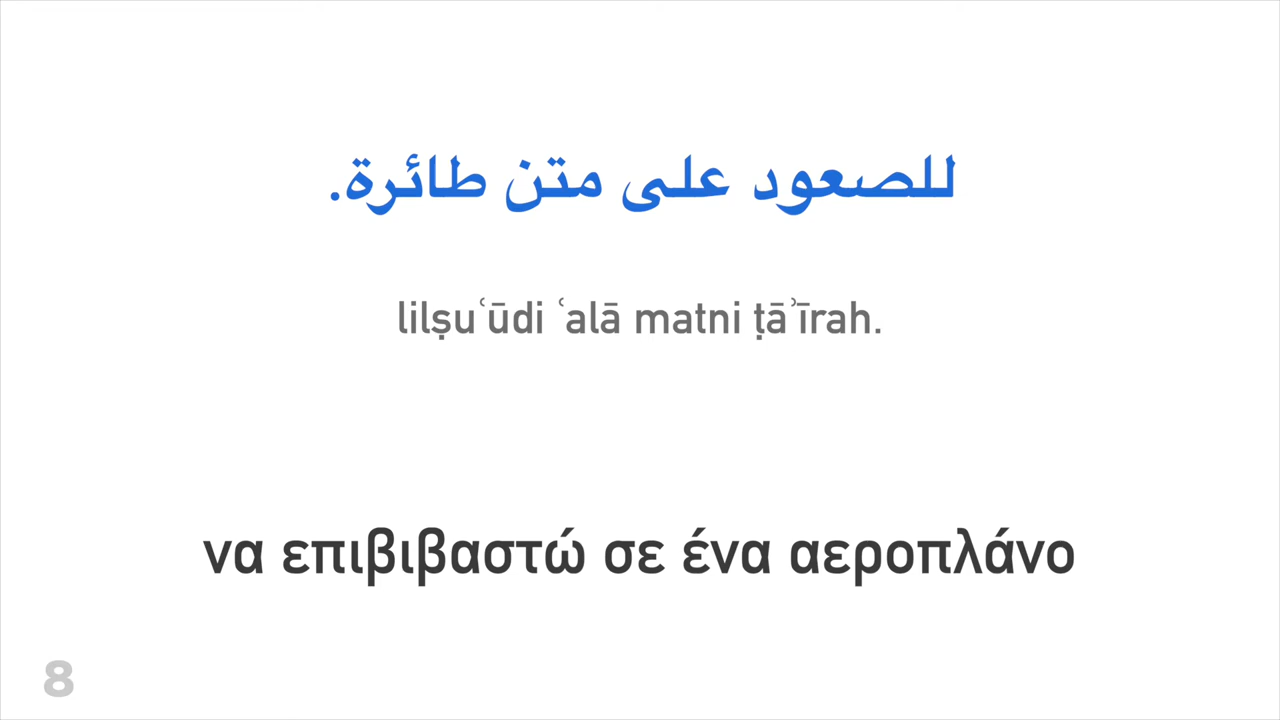 للصعود على متن طائرة.
lilṣuʿūdi ʿalā matni ṭāʾīrah.
να επιβιβαστώ σε ένα αεροπλάνο
8